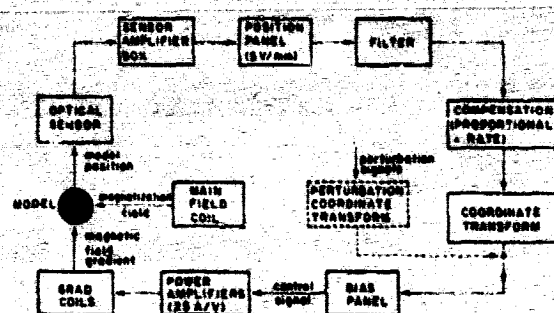 SENSOR
AMPLIFIER
BOX
POSITION
PANEL
(5V/mm)
FILTER
OPTICAL
SENSOR
COMPENSATION
(PROPORTIONAL
+ RATE)
model
position
perturbation
signals
MODEL
magnetization
field
MAIN
FIELD
COIL
PERTURBATION
COORDINATE
TRANSFORM
COORDINATE
TRANSFORM
magnetic
field
gradient
GRAD
COILS
POWER
AMPLIFIERS
(25 A/V)
control
signal
BIAS
PANEL